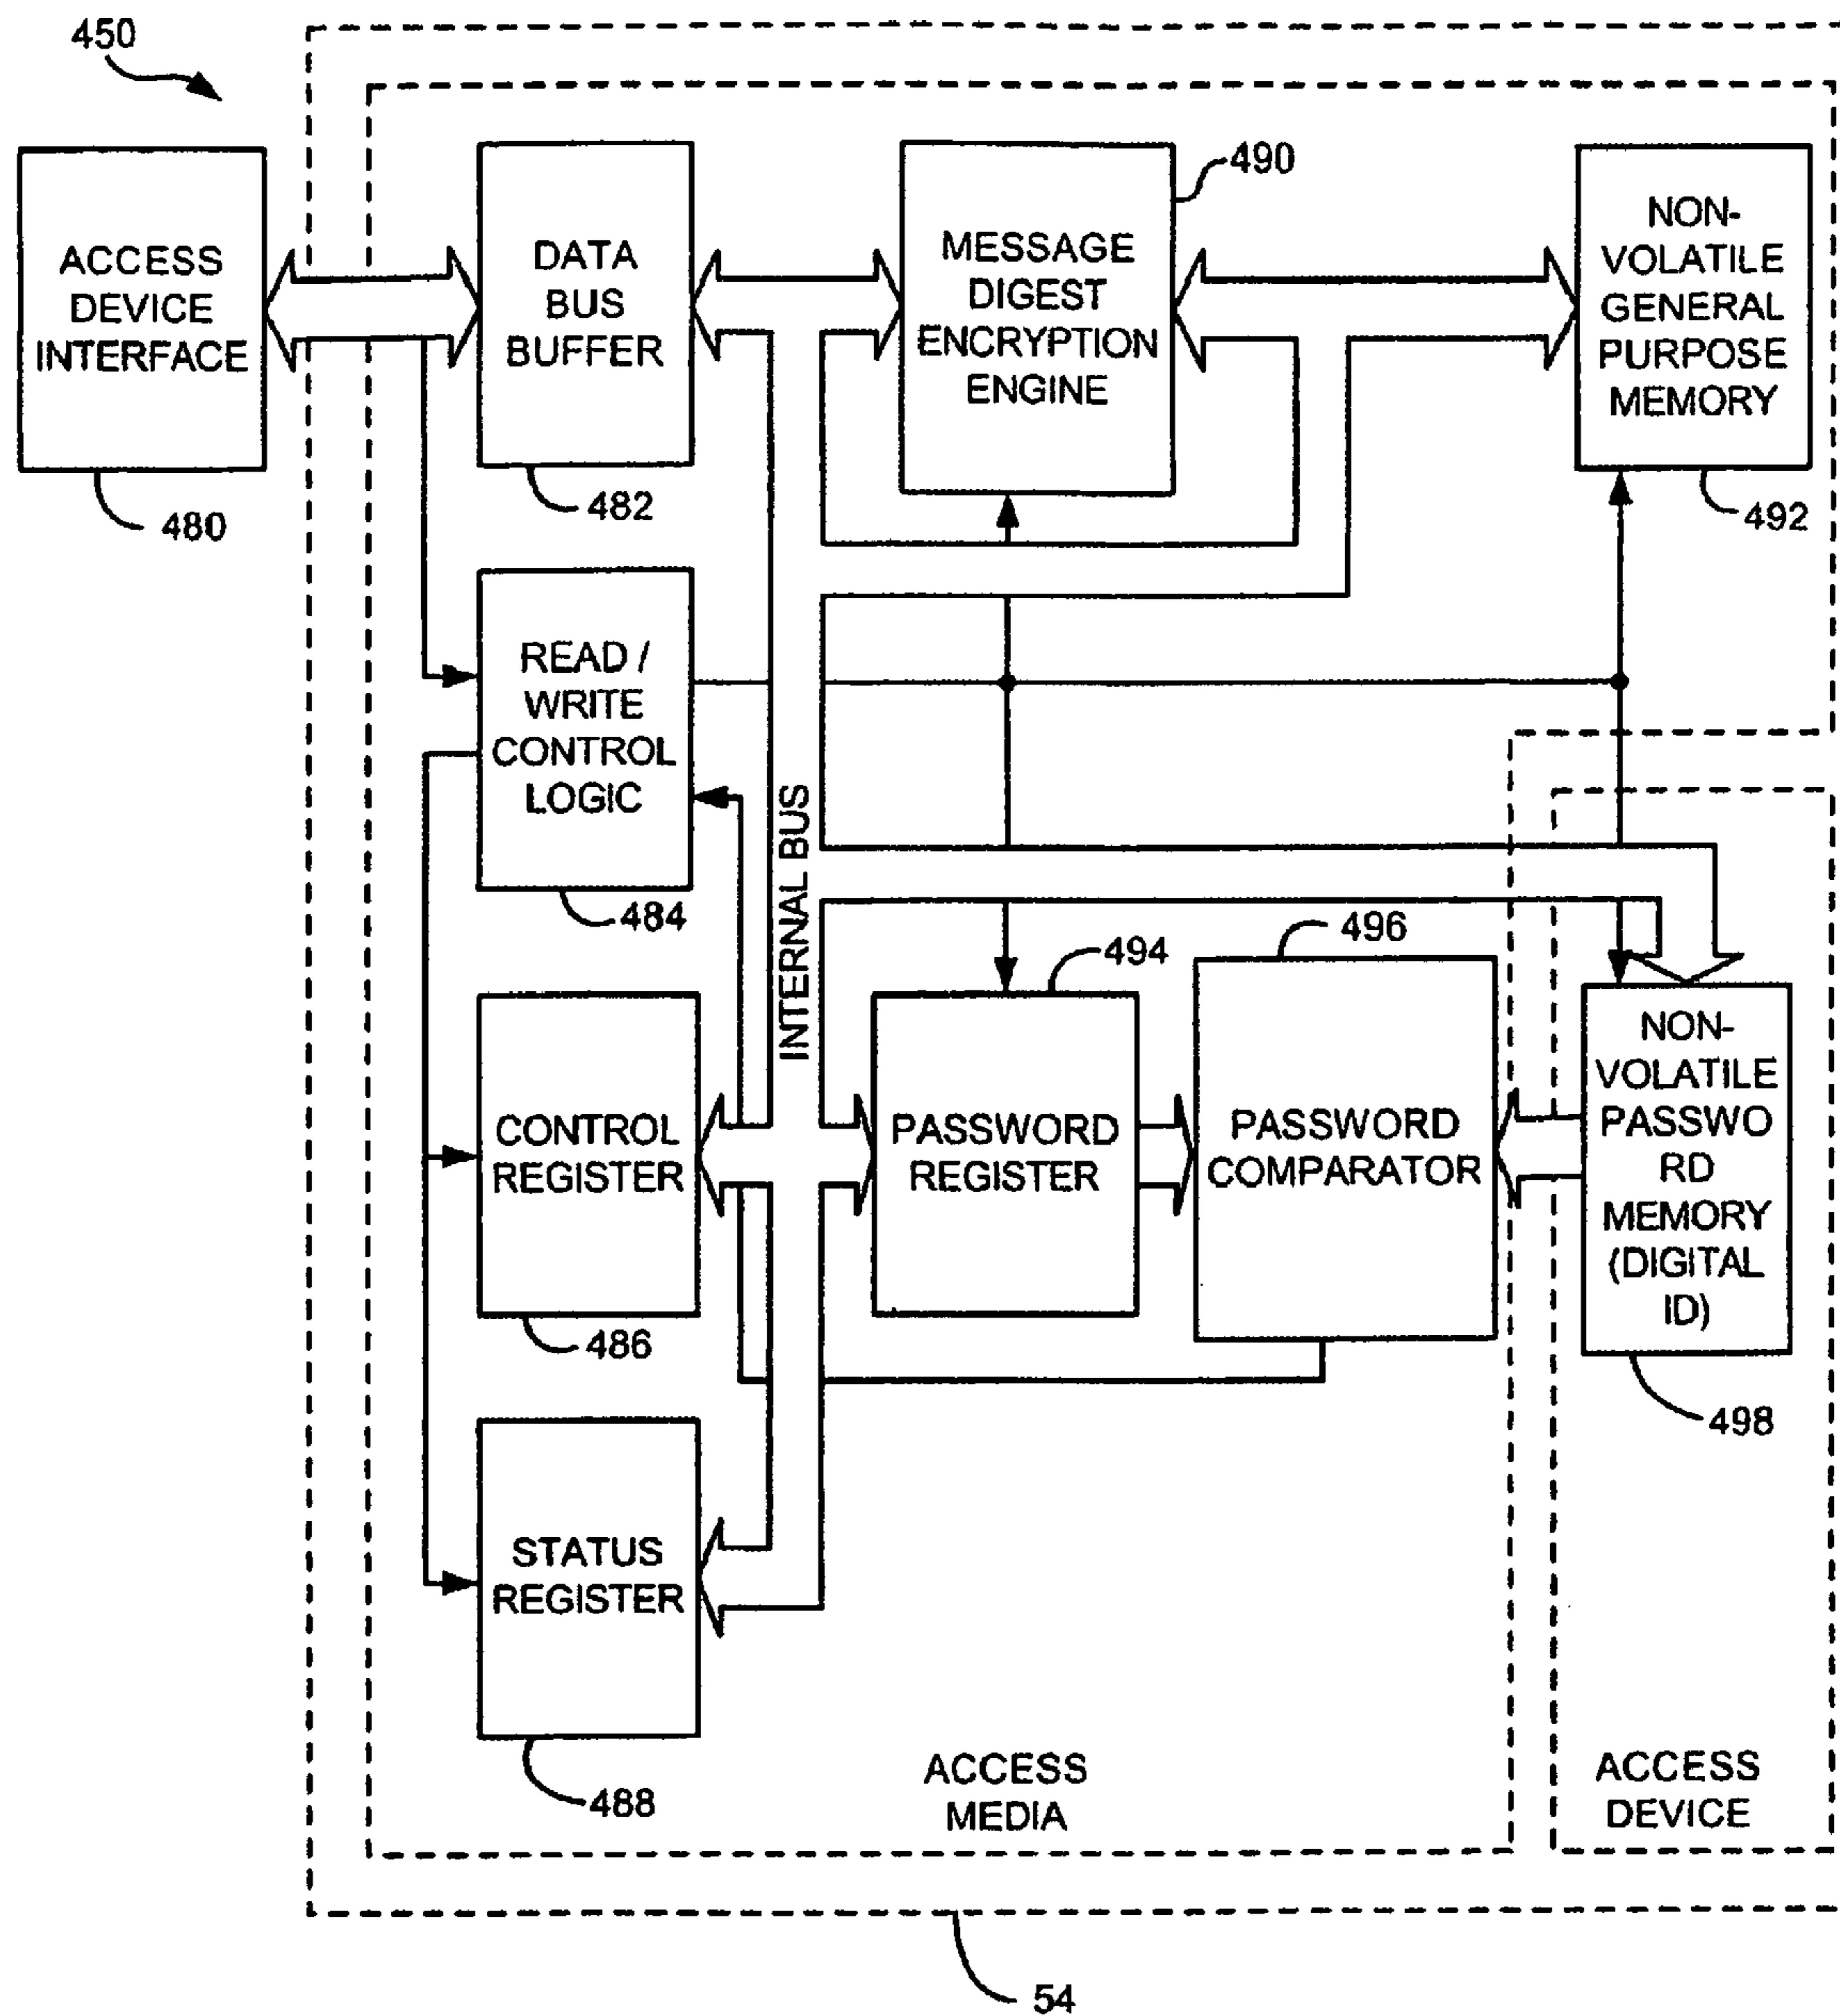 450
ACCESS
DEVICE
INTERFACE
480
DATA
BUS
BUFFER
482
MESSAGE
DIGEST
ENCRYPTION
ENGINE
490
NON-
VOLATILE
GENERAL
PURPOSE
MEMORY
492
READ /
WRITE
CONTROL
LOGIC
484
INTERNAL BUS
CONTROL
REGISTER
486
PASSWORD
REGISTER
494
PASSWORD
COMPARATOR
496
NON-
VOLATILE
PASSWO
RD
MEMORY
(DIGITAL
ID)
498
STATUS
REGISTER
488
ACCESS
MEDIA
ACCESS
DEVICE
54